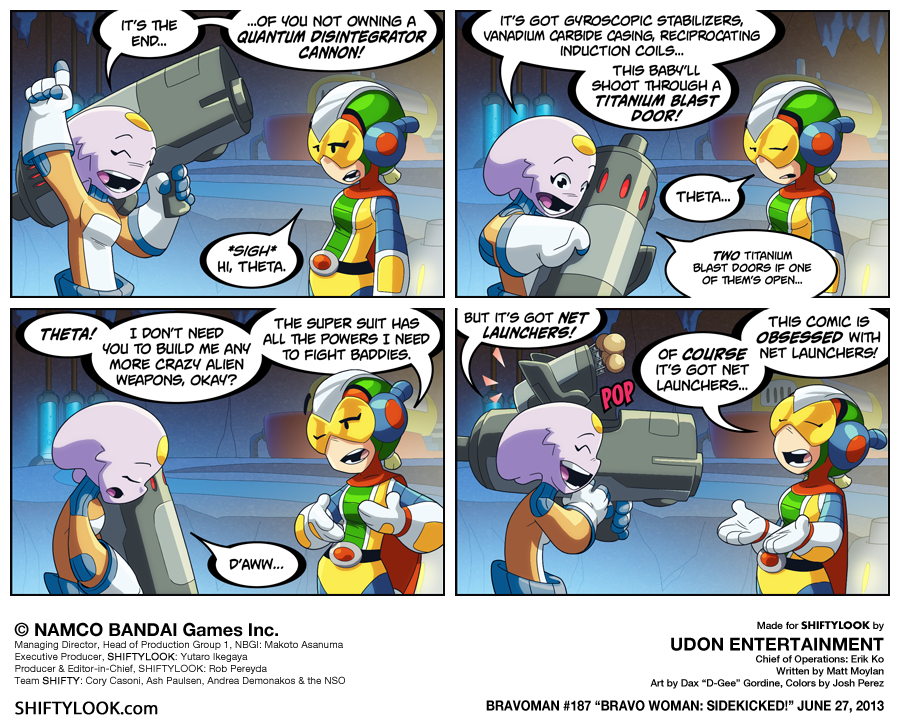 IT'S THE
END...
...OF YOU NOT OWNING A
QUANTUM DISINTEGRATOR
CANNON!
*SIGH*
HI, THETA.
IT'S GOT GYROSCOPIC STABILIZERS,
VANADIUM CARBIDE CASING, RECIPROCATING
INDUCTION COILS...
THIS BABY'LL
SHOOT THROUGH A
TITANIUM BLAST
DOOR!
THETA...
TWO TITANIUM
BLAST DOORS IF ONE
OF THEM'S OPEN...
THETA!
I DON'T NEED
YOU TO BUILD ME ANY
MORE CRAZY ALIEN
WEAPONS, OKAY?
THE SUPER SUIT HAS
ALL THE POWERS I NEED
TO FIGHT BADDIES.
D'AWW...
BUT IT'S GOT NET
LAUNCHERS!
POP
OF COURSE
IT'S GOT NET
LAUNCHERS...
THIS COMIC IS
OBSESSED WITH
NET LAUNCHERS!
© NAMCO BANDAI Games Inc.
Managing Director, Head of Production Group 1, NBGI: Makoto Asanuma
Executive Producer, SHIFTYLOOK: Yutaro Ikegaya
Producer & Editor-in-Chief, SHIFTYLOOK: Rob Pereyda
Team SHIFTY: Cory Casoni, Ash Paulsen, Andrea Demonakos & the NSO
SHIFTYLOOK.com
Made for SHIFTYLOOK by
UDON ENTERTAINMENT
Chief of Operations: Erik Ko
Written by Matt Moylan
Art by Dax "D-Gee" Gordine, Colors by Josh Perez
BRAVOMAN #187 "BRAVO WOMAN: SIDEKICKED!" JUNE 27, 2013